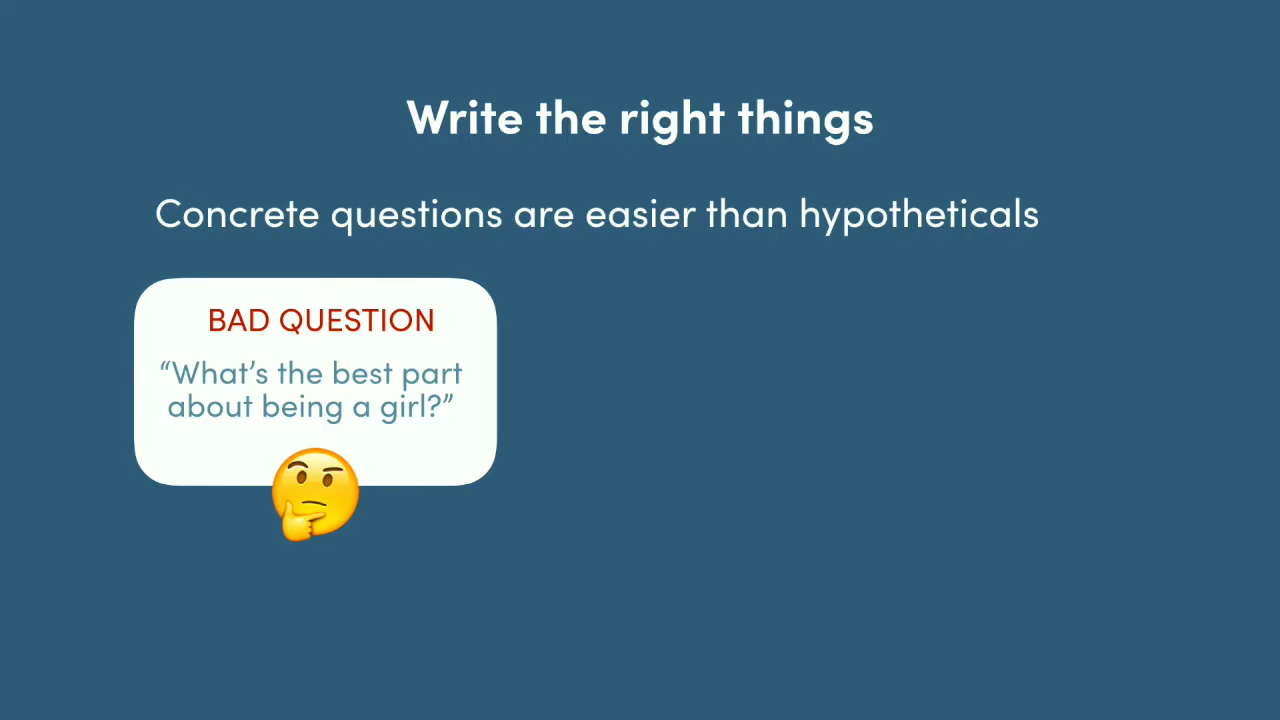 Write the right things
Concrete questions are easier than hypotheticals
BAD QUESTION
“What’s the best part
about being a girl?”